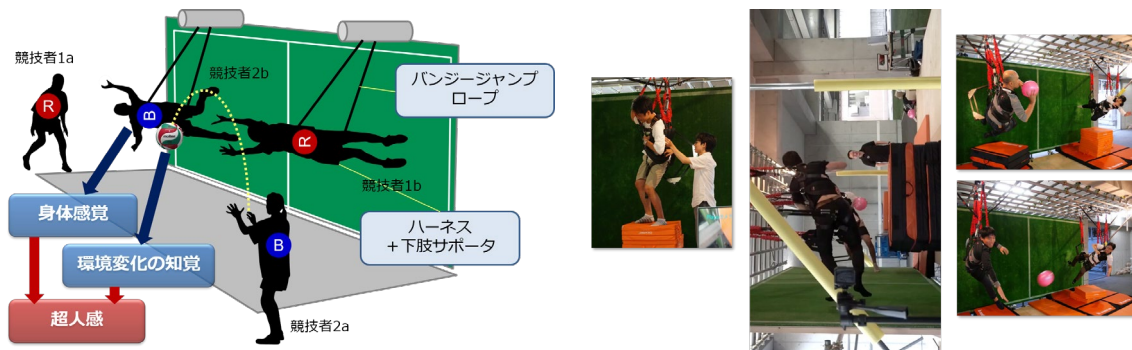 競技者1a
R
競技者2b
B
バンジージャンプ
ロープ
R
競技者1b
身体感覚
ハーネス
+下肢サポータ
B
環境変化の知覚
超人感
競技者2a